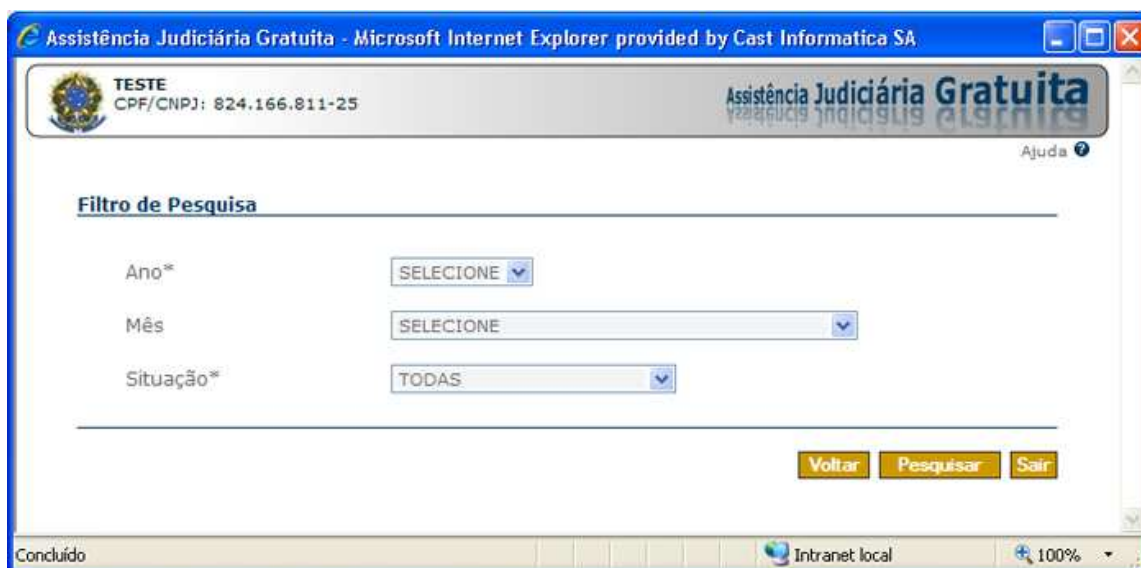 Assistência Judiciária Gratuita - Microsoft Internet Explorer provided by Cast Informatica SA
TESTE
CPF/CNPJ: 824.166.811-25
Assistência Judiciária Gratuita
Ajuda ?
Filtro de Pesquisa
Ano* SELECIONE
Mês SELECIONE
Situação* TODAS
Voltar Pesquisar Sair
Concluído Intranet local 100%